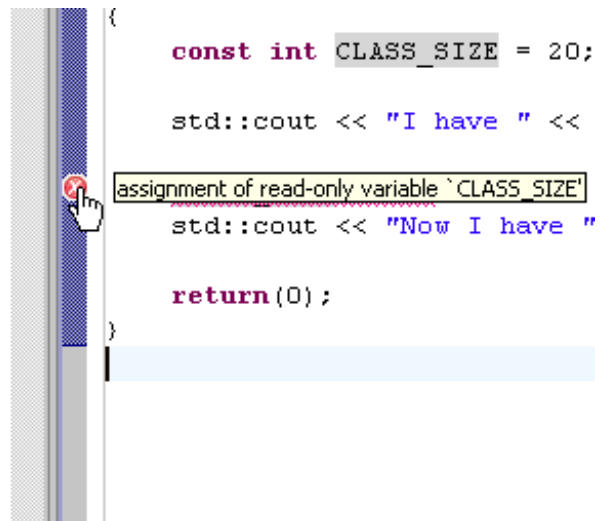 {
const int CLASS_SIZE = 20;
std::cout << "I have " <<
assignment of read-only variable `CLASS_SIZE'
std::cout << "Now I have "
return(0);
}